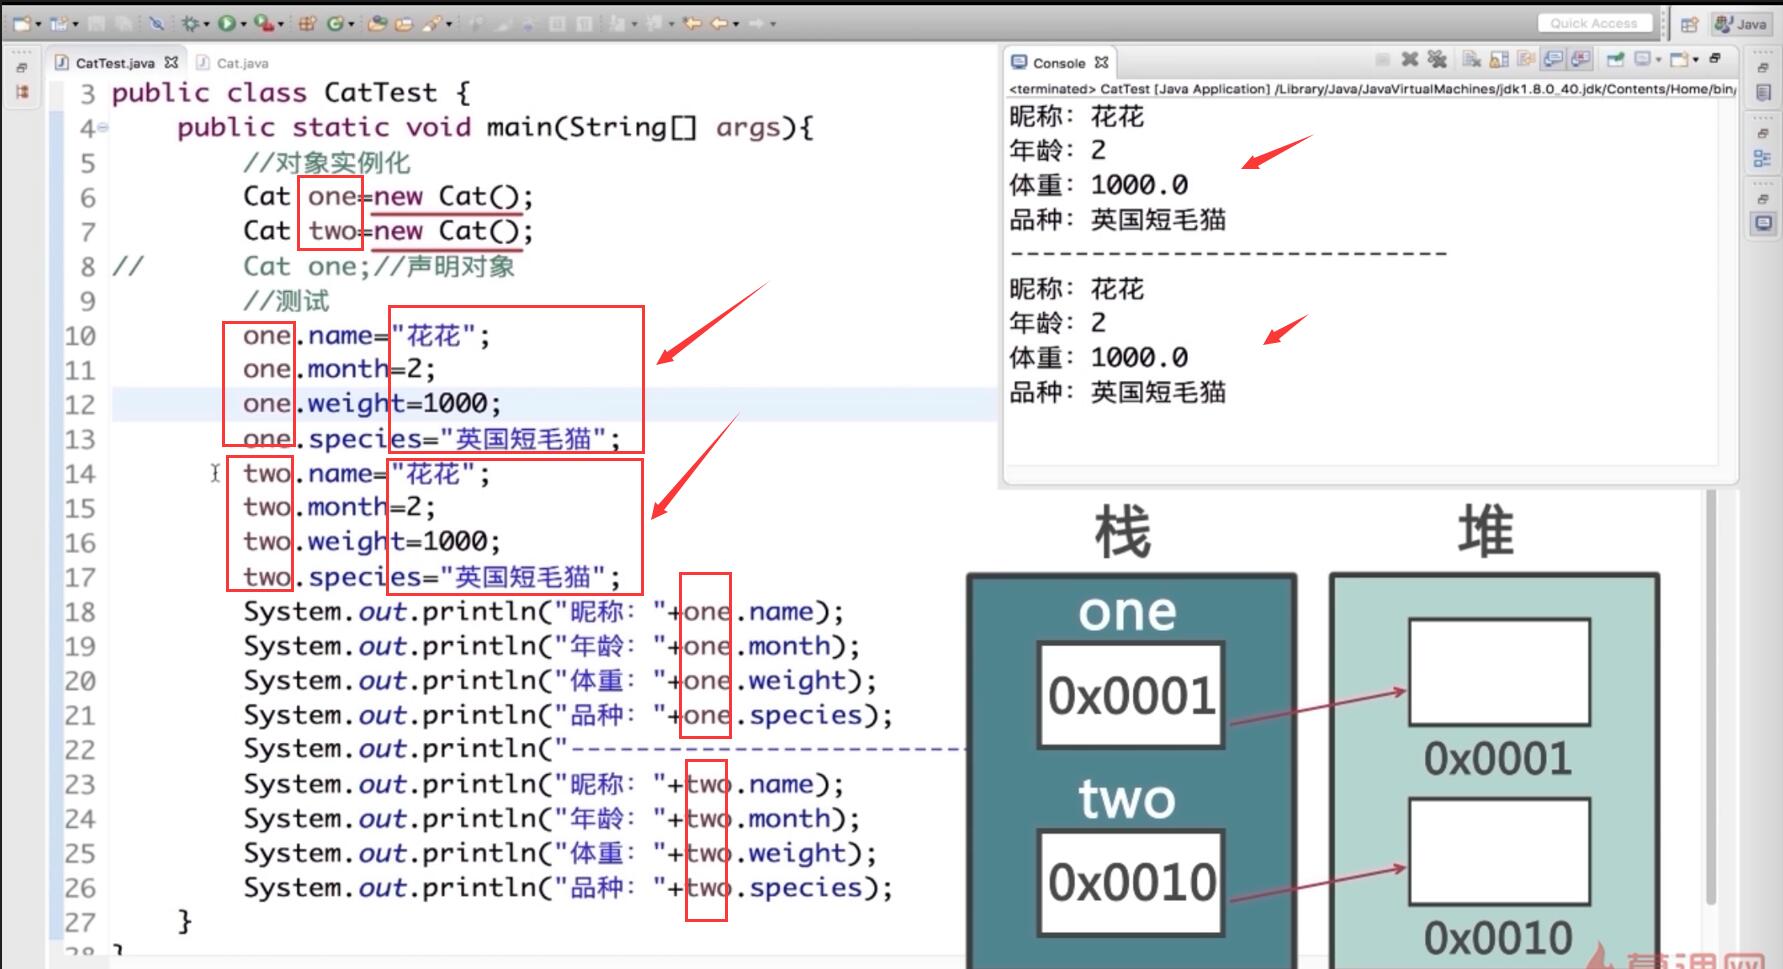 Quick Access
Java
CatTest.java
Cat.java
3 public class CatTest {
4 public static void main(String[] args){
5 //对象实例化
6 Cat one=new Cat();
7 Cat two=new Cat();
8 // Cat one;//声明对象
9 //测试
10 one.name="花花";
11 one.month=2;
12 one.weight=1000;
13 one.species="英国短毛猫";
14 two.name="花花";
15 two.month=2;
16 two.weight=1000;
17 two.species="英国短毛猫";
18 System.out.println("昵称："+one.name);
19 System.out.println("年龄："+one.month);
20 System.out.println("体重："+one.weight);
21 System.out.println("品种："+one.species);
22 System.out.println("------------------------
23 System.out.println("昵称："+two.name);
24 System.out.println("年龄："+two.month);
25 System.out.println("体重："+two.weight);
26 System.out.println("品种："+two.species);
27 }
28 }
Console
<terminated> CatTest [Java Application] /Library/Java/JavaVirtualMachines/jdk1.8.0_40.jdk/Contents/Home/bin/
昵称：花花
年龄：2
体重：1000.0
品种：英国短毛猫
---------------------------
昵称：花花
年龄：2
体重：1000.0
品种：英国短毛猫
栈
堆
one
0x0001
0x0001
two
0x0010
0x0010